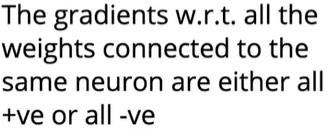 The gradients w.r.t. all the
weights connected to the
same neuron are either all
+ve or all -ve